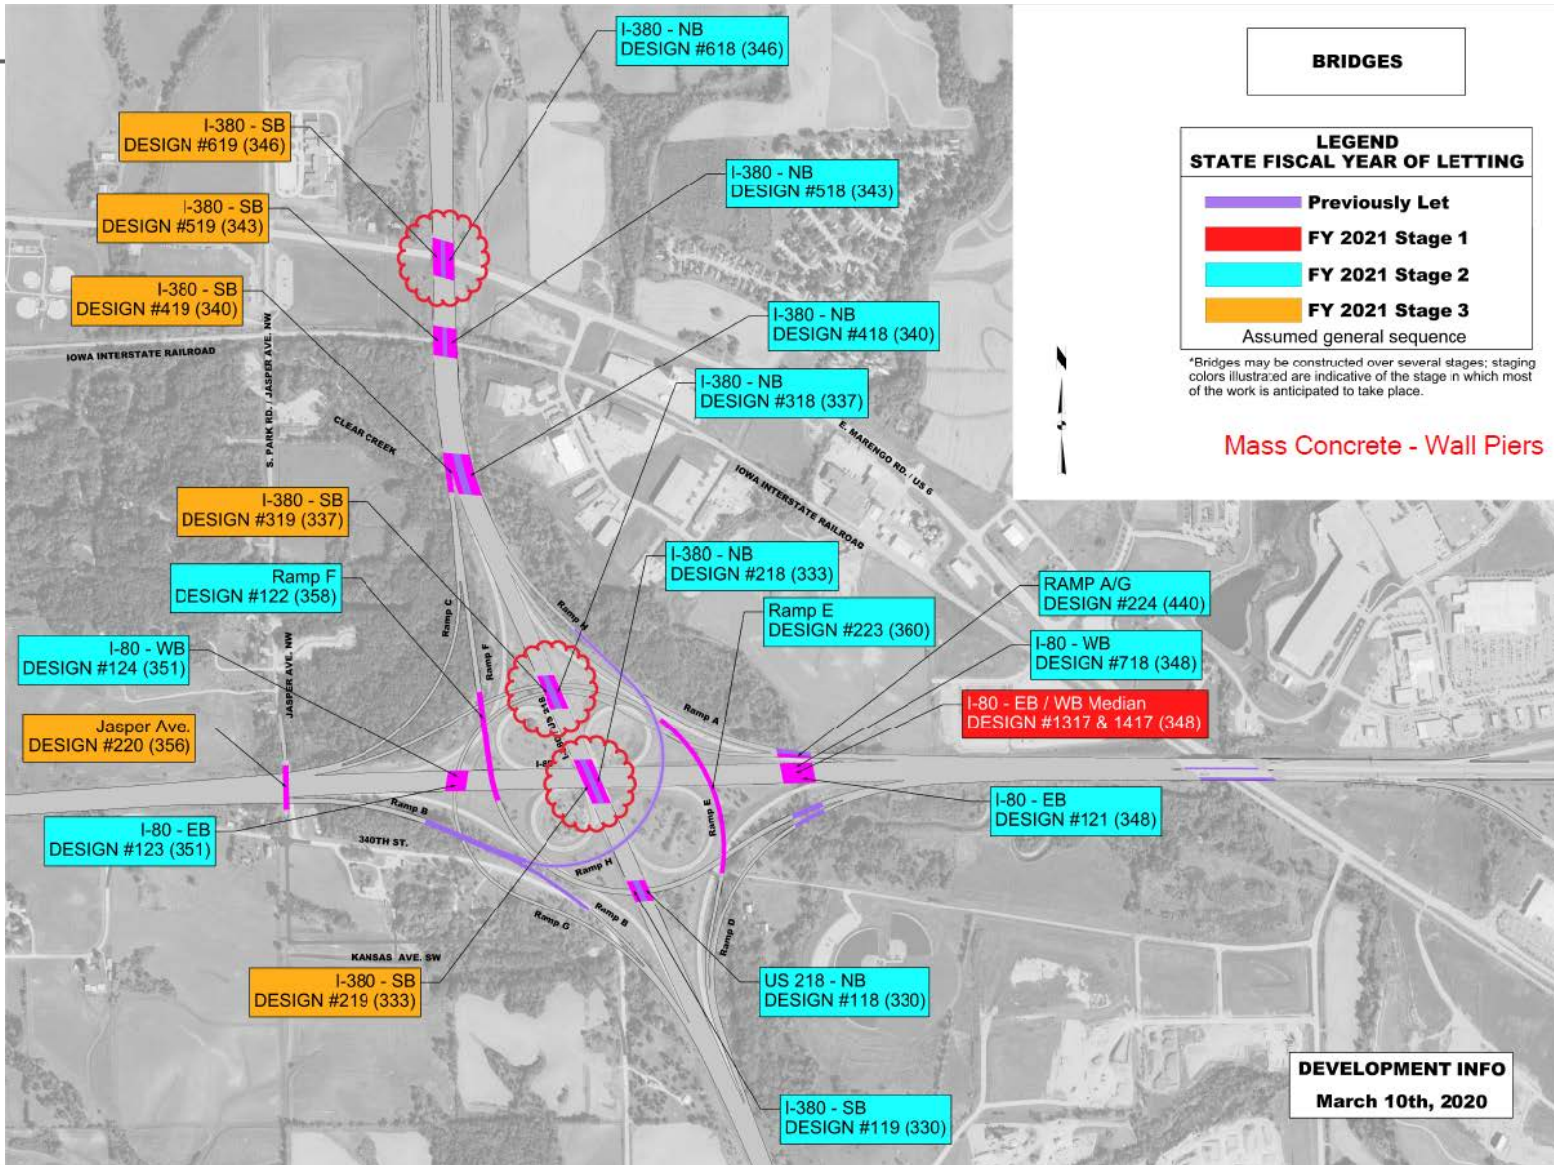 I-380 - NB
DESIGN #618 (346)
BRIDGES
I-380 - SB
DESIGN #619 (346)
LEGEND
STATE FISCAL YEAR OF LETTING
Previously Let
FY 2021 Stage 1
FY 2021 Stage 2
FY 2021 Stage 3
Assumed general sequence
*Bridges may be constructed over several stages; staging
colors illustrated are indicative of the stage in which most
of the work is anticipated to take place.
Mass Concrete - Wall Piers
I-380 - NB
DESIGN #518 (343)
I-380 - SB
DESIGN #519 (343)
I-380 - SB
DESIGN #419 (340)
I-380 - NB
DESIGN #418 (340)
IOWA INTERSTATE RAILROAD
S. PARK RD. / JASPER AVE. NW
I-380 - NB
DESIGN #318 (337)
CLEAR CREEK
E. MARENGO RD. / US 6
IOWA INTERSTATE RAILROAD
I-380 - SB
DESIGN #319 (337)
I-380 - NB
DESIGN #218 (333)
Ramp F
DESIGN #122 (358)
RAMP A/G
DESIGN #224 (440)
Ramp E
DESIGN #223 (360)
Ramp C
Ramp H
Ramp F
I-80 - WB
DESIGN #124 (351)
JASPER AVE. NW
I-80 - WB
DESIGN #718 (348)
I-80 - EB / WB Median
DESIGN #1317 & 1417 (348)
Ramp A
Jasper Ave.
DESIGN #220 (356)
/ US 218
I-80
Ramp B
Ramp E
I-80 - EB
DESIGN #121 (348)
I-80 - EB
DESIGN #123 (351)
340TH ST.
Ramp H
Ramp B
Ramp G
Ramp D
KANSAS AVE. SW
I-380 - SB
DESIGN #219 (333)
US 218 - NB
DESIGN #118 (330)
I-380 - SB
DESIGN #119 (330)
DEVELOPMENT INFO
March 10th, 2020